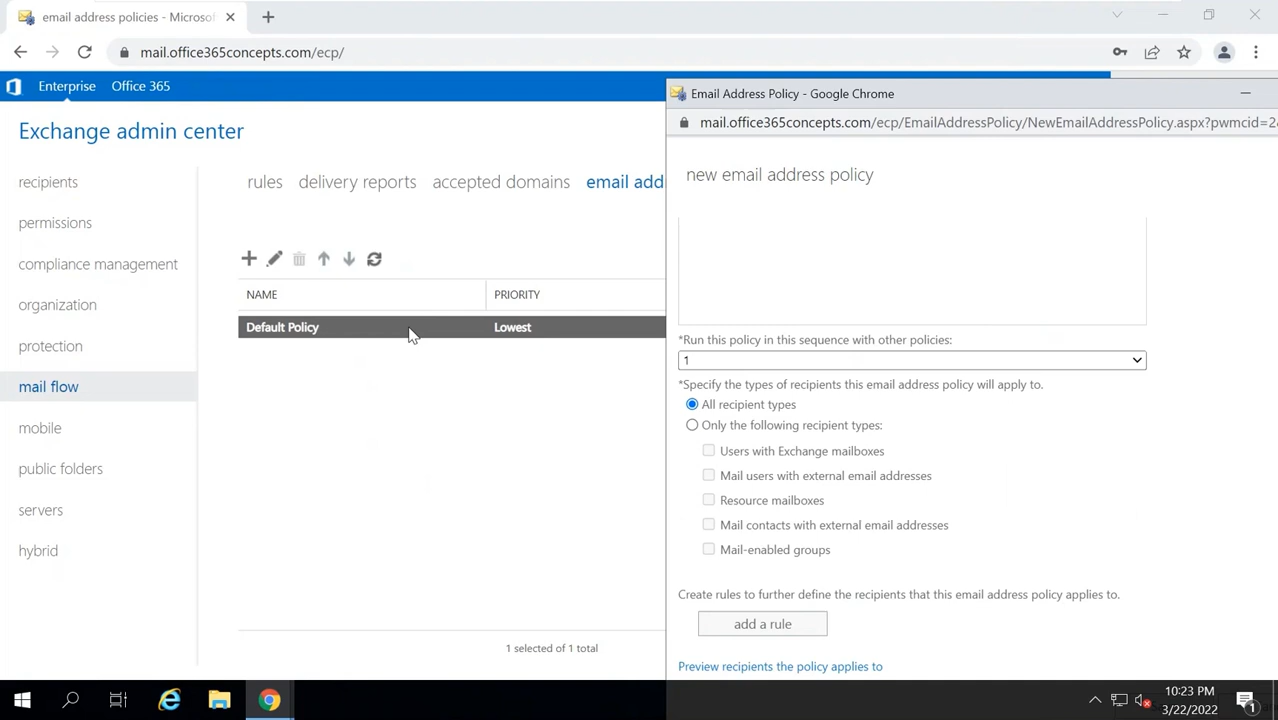 email address policies - Microso
mail.office365concepts.com/ecp/
Enterprise Office 365
Exchange admin center
recipients
permissions
compliance management
organization
protection
mail flow
mobile
public folders
servers
hybrid
rules delivery reports accepted domains email add
NAME PRIORITY
Default Policy Lowest
1 selected of 1 total
Email Address Policy - Google Chrome
mail.office365concepts.com/ecp/EmailAddressPolicy/NewEmailAddressPolicy.aspx?pwmcid=2
new email address policy
*Run this policy in this sequence with other policies:
1
*Specify the types of recipients this email address policy will apply to.
All recipient types
Only the following recipient types:
Users with Exchange mailboxes
Mail users with external email addresses
Resource mailboxes
Mail contacts with external email addresses
Mail-enabled groups
Create rules to further define the recipients that this email address policy applies to.
add a rule
Preview recipients the policy applies to
10:23 PM
3/22/2022
1